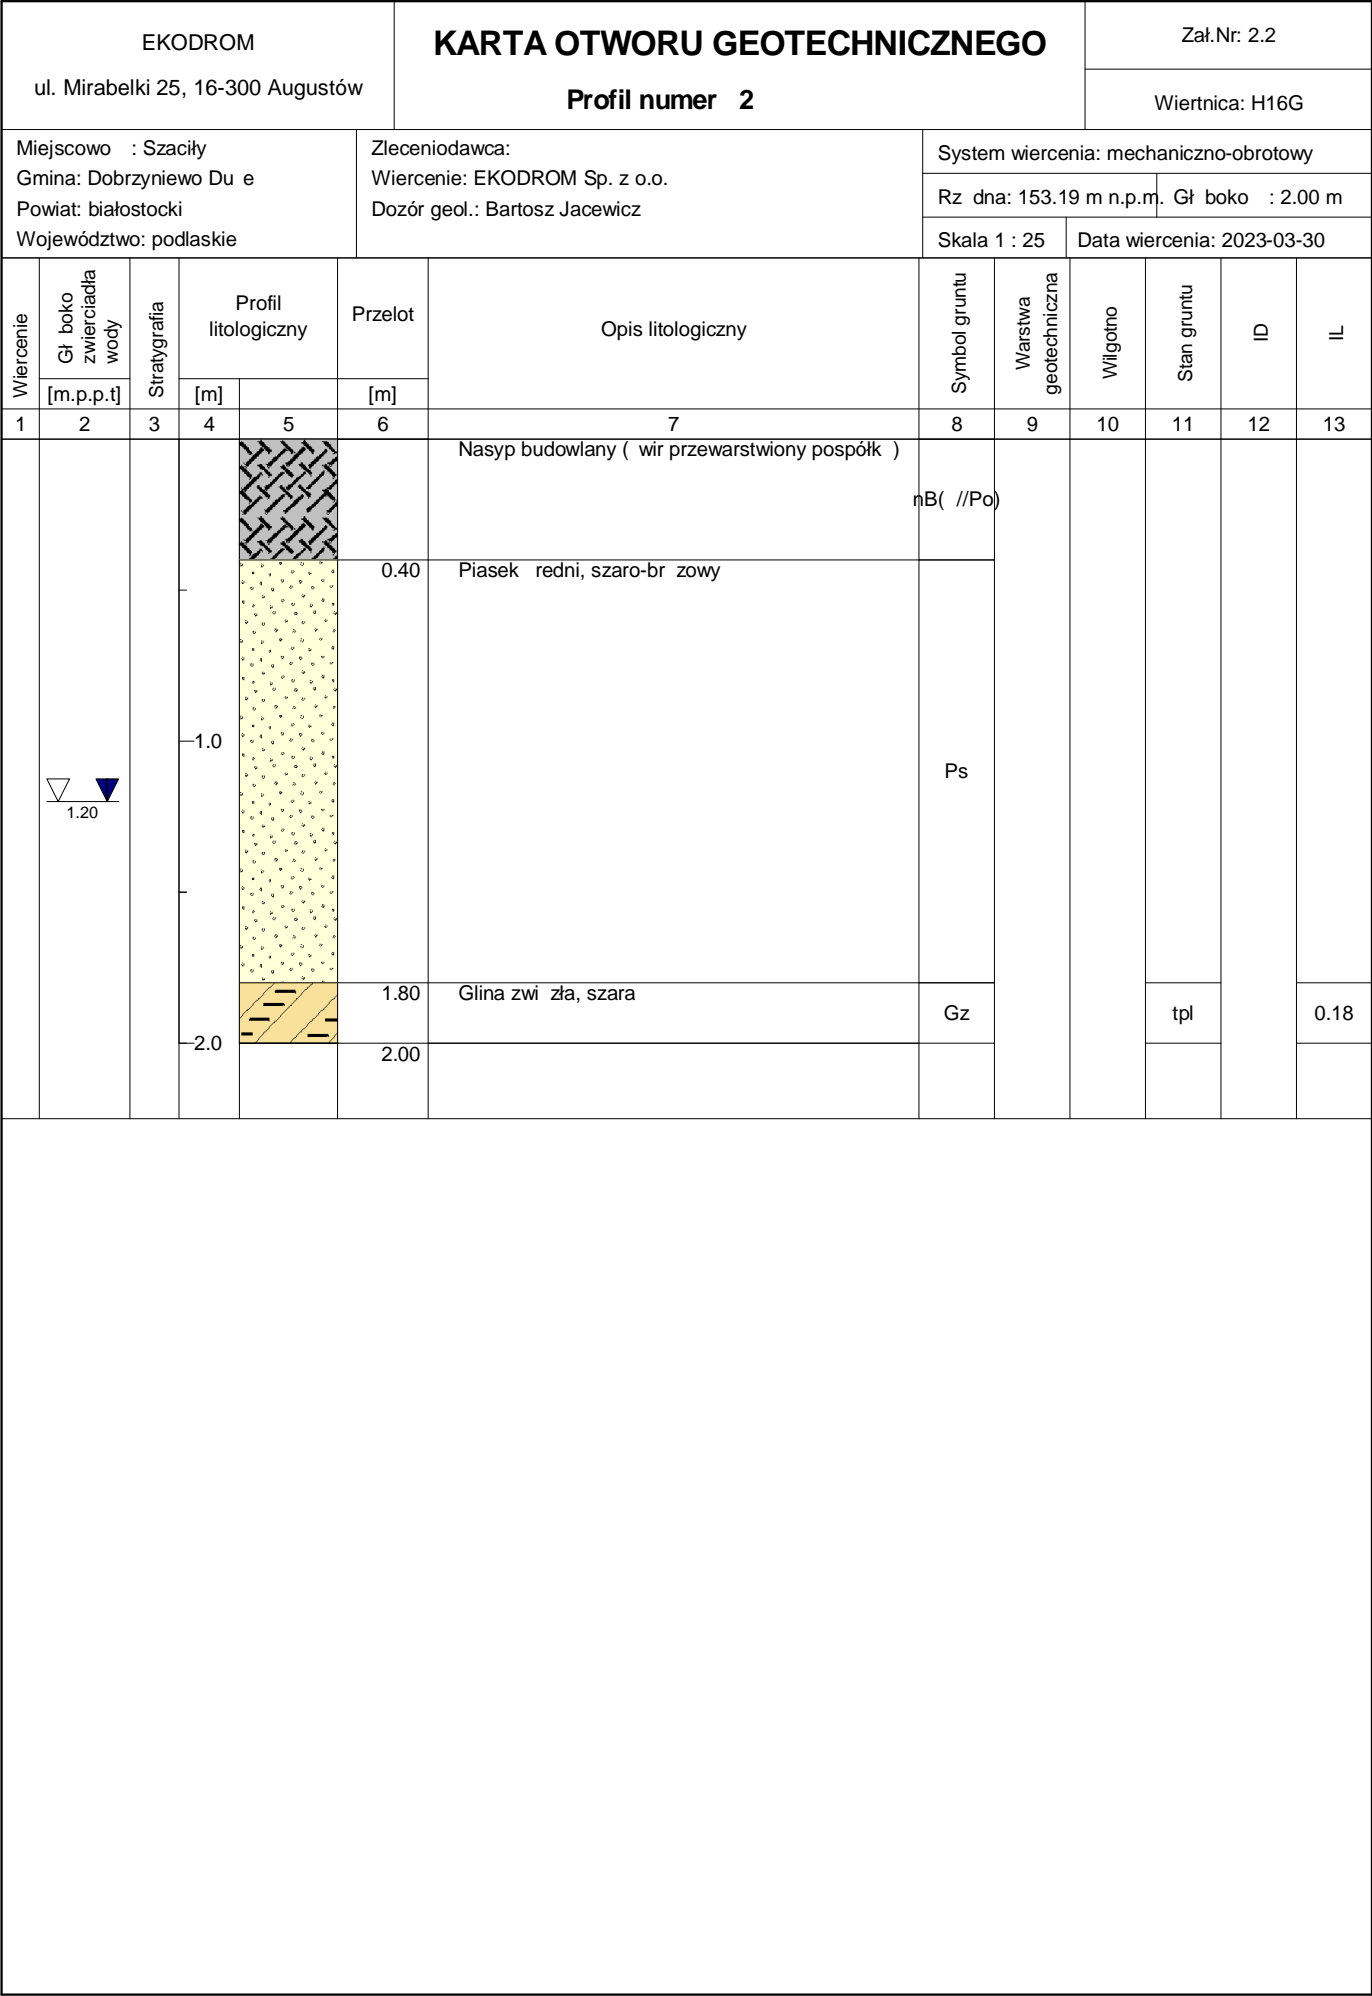 EKODROM
ul. Mirabelki 25, 16-300 Augustów
KARTA OTWORU GEOTECHNICZNEGO
Profil numer 2
Zał.Nr: 2.2
Wiertnica: H16G
Miejscowo : Szaciły
Gmina: Dobrzyniewo Du e
Powiat: białostocki
Województwo: podlaskie
Zleceniodawca:
Wiercenie: EKODROM Sp. z o.o.
Dozór geol.: Bartosz Jacewicz
System wiercenia: mechaniczno-obrotowy
Rz dna: 153.19 m n.p.m. Gł boko : 2.00 m
Skala 1 : 25 Data wiercenia: 2023-03-30
Wiercenie
Gł boko
zwierciadła
wody
[m.p.p.t]
Stratygrafia
Profil
litologiczny
[m]
Przelot
[m]
Opis litologiczny
Symbol gruntu
Warstwa
geotechniczna
Wilgotno
Stan gruntu
ID
IL
1 2 3 4 5 6 7 8 9 10 11 12 13
Nasyp budowlany ( wir przewarstwiony pospółk )
nB( //Po)
0.40 Piasek redni, szaro-br zowy
1.0
Ps
1.20
1.80 Glina zwi zła, szara
Gz tpl 0.18
2.0
2.00